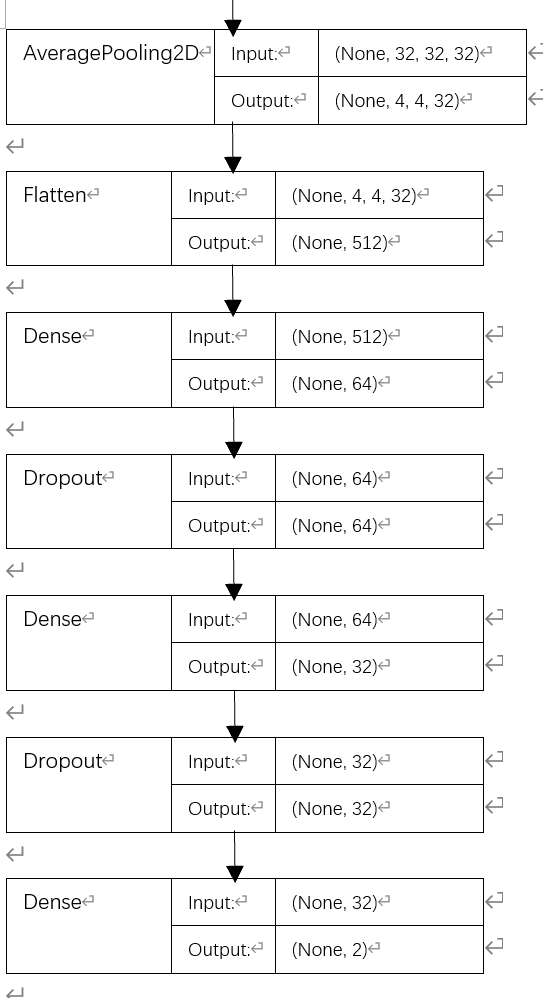 AveragePooling2D Input: (None, 32, 32, 32)
Output: (None, 4, 4, 32)
Flatten Input: (None, 4, 4, 32)
Output: (None, 512)
Dense Input: (None, 512)
Output: (None, 64)
Dropout Input: (None, 64)
Output: (None, 64)
Dense Input: (None, 64)
Output: (None, 32)
Dropout Input: (None, 32)
Output: (None, 32)
Dense Input: (None, 32)
Output: (None, 2)